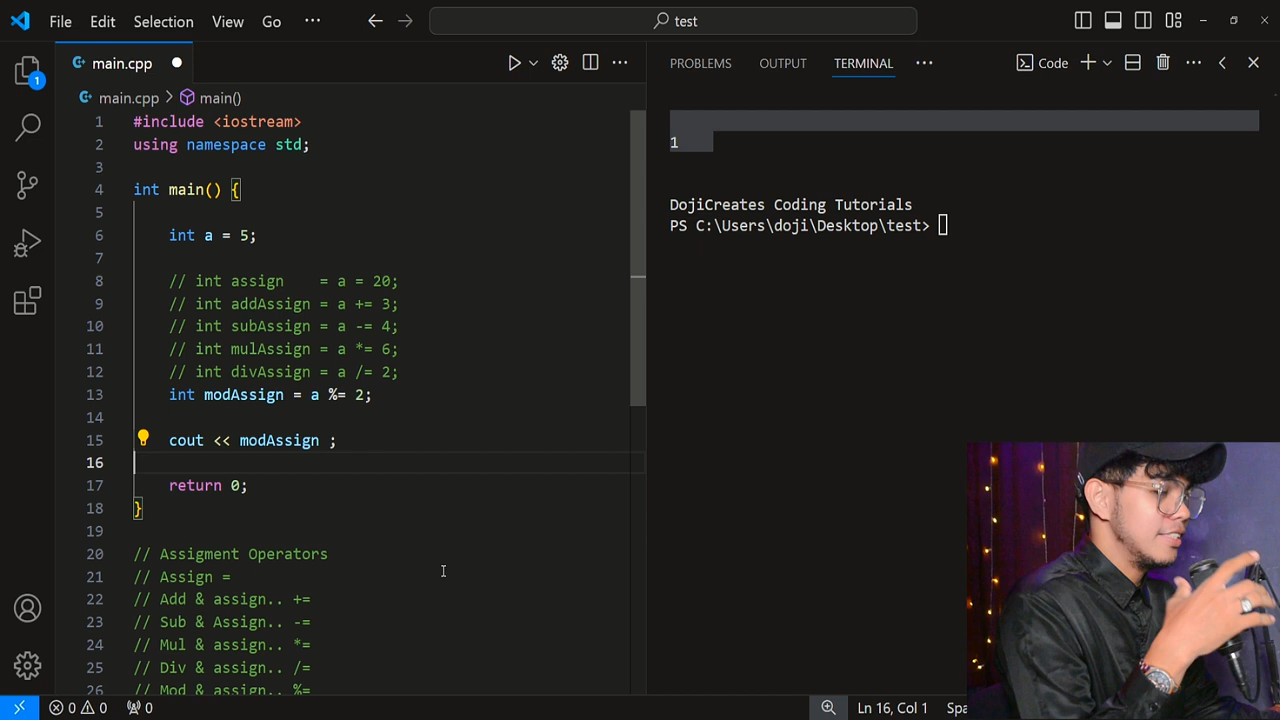 File Edit Selection View Go ··· test
main.cpp
main.cpp > main()
1 #include <iostream>
2 using namespace std;
3
4 int main() {
5
6 int a = 5;
7
8 // int assign = a = 20;
9 // int addAssign = a += 3;
10 // int subAssign = a -= 4;
11 // int mulAssign = a *= 6;
12 // int divAssign = a /= 2;
13 int modAssign = a %= 2;
14
15 cout << modAssign ;
16
17 return 0;
18 }
19
20 // Assigment Operators
21 // Assign =
22 // Add & assign.. +=
23 // Sub & Assign.. -=
24 // Mul & assign.. *=
25 // Div & assign.. /=
26 // Mod & assign.. %=
PROBLEMS OUTPUT TERMINAL ··· Code
1
DojiCreates Coding Tutorials
PS C:\Users\doji\Desktop\test>
1
0 0 0
Ln 16, Col 1 Spa